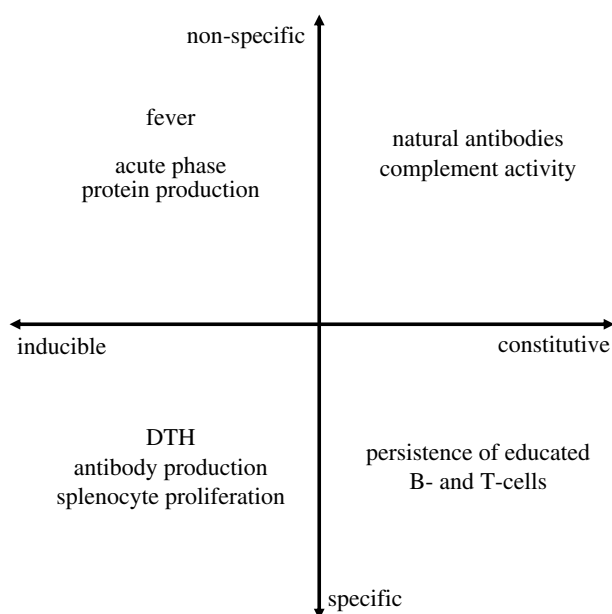 non-specific
fever
acute phase
protein production
natural antibodies
complement activity
inducible
constitutive
DTH
antibody production
splenocyte proliferation
persistence of educated
B- and T-cells
specific